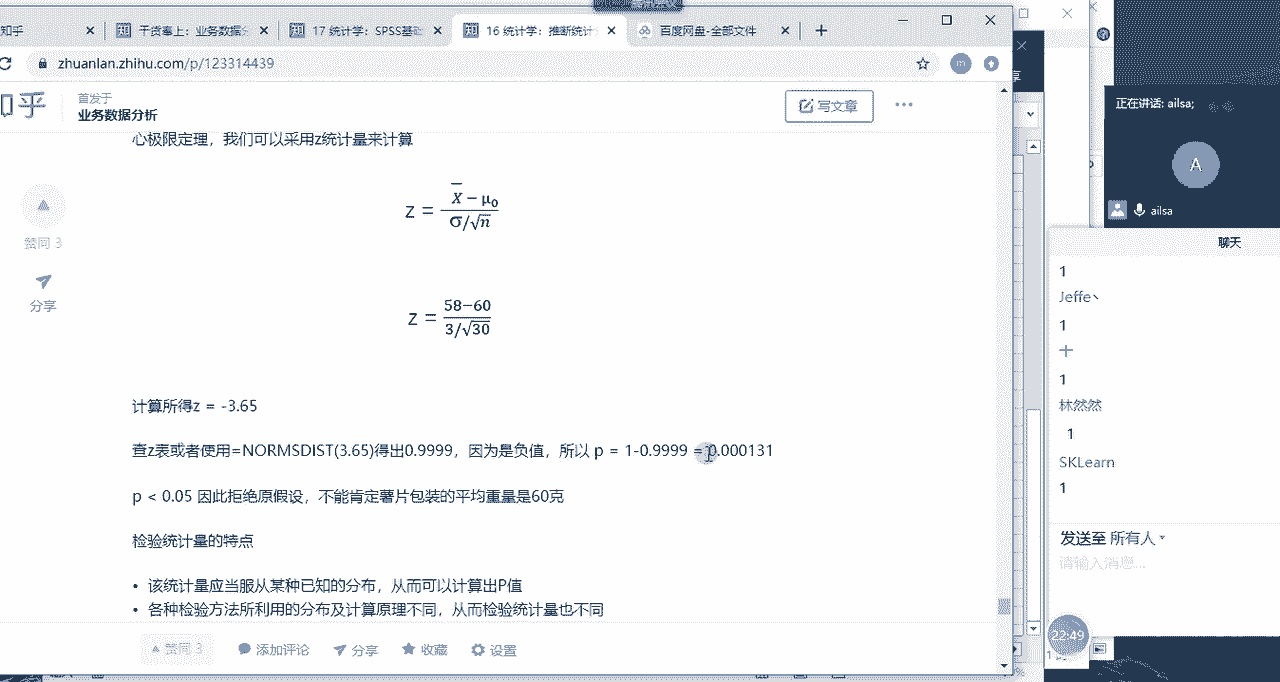 知乎
干货奉上：业务数据
17 统计学：SPSS基础
16 统计学：推断统计
百度网盘-全部文件
zhuanlan.zhihu.com/p/123314439
m
首发于
业务数据分析
写文章
心极限定理，我们可以采用z统计量来计算
z = (X̄ − μ₀) / (σ/√n)
z = (58−60) / (3/√30)
计算所得z = -3.65
查z表或者使用=NORMSDIST(3.65)得出0.9999，因为是负值，所以 p = 1-0.9999 = 0.000131
p < 0.05 因此拒绝原假设，不能肯定薯片包装的平均重量是60克
检验统计量的特点
• 该统计量应当服从某种已知的分布，从而可以计算出P值
• 各种检验方法所利用的分布及计算原理不同，从而检验统计量也不同
赞同 3
分享
赞同 3
添加评论
分享
收藏
设置
正在讲话: ailsa;
A
ailsa
聊天
1
Jeffe丶
1
十
1
林然然
1
SKLearn
1
发送至 所有人
请输入消息...
22:49